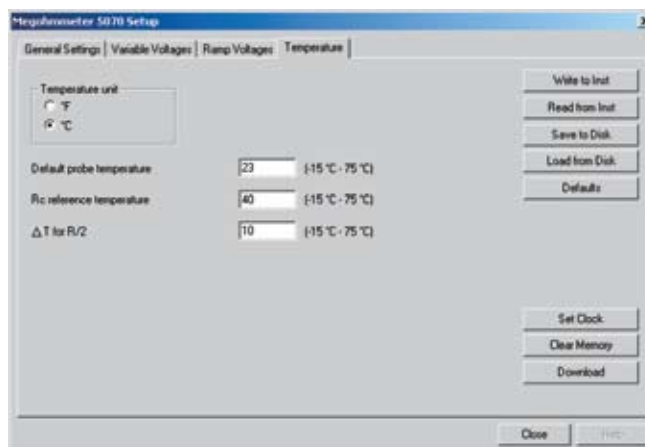 Megohmmeter 5070 Setup
General Settings Variable Voltages Ramp Voltages Temperature
Temperature unit
°F
°C
Default probe temperature 23 (-15 °C - 75 °C)
Rc reference temperature 40 (-15 °C - 75 °C)
ΔT for R/2 10 (-15 °C - 75 °C)
Write to Inst
Read from Inst
Save to Disk
Load from Disk
Defaults
Set Clock
Clear Memory
Download
Close Help